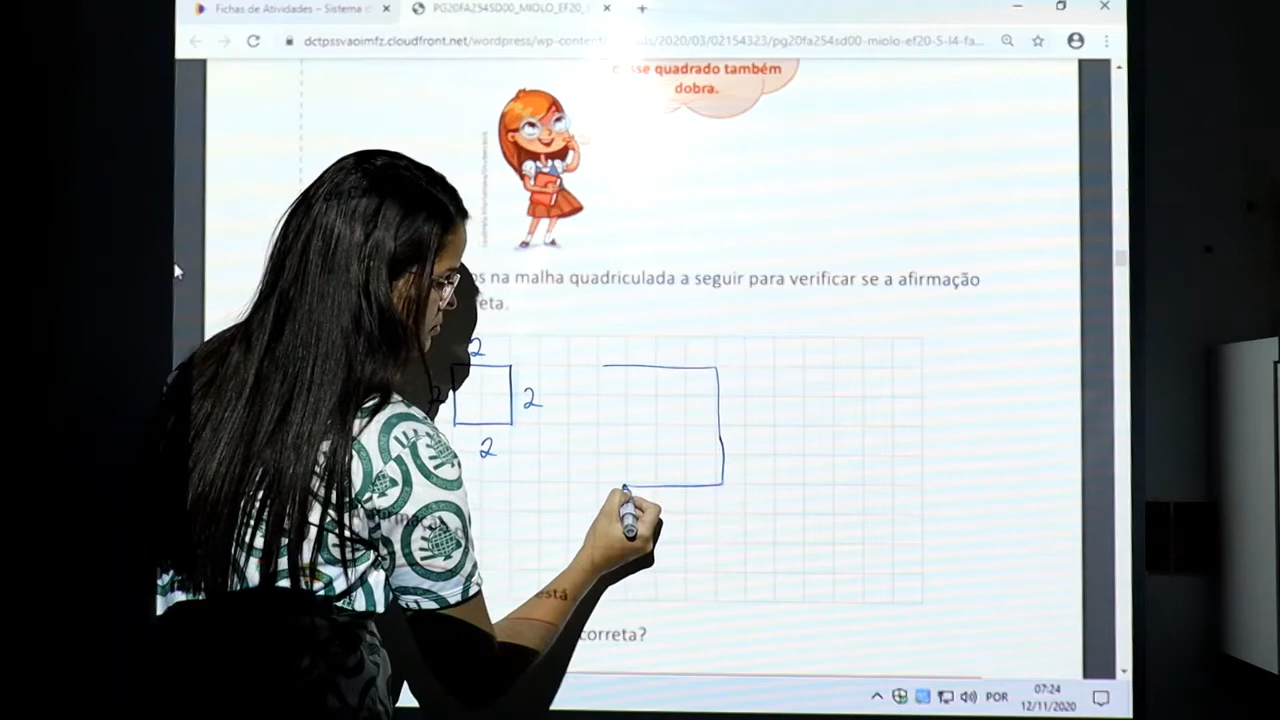 Fichas de Atividades – Sistema d
PG20FA254SD00_MIOLO_EF20_
dctpssvaoimfz.cloudfront.net/wordpress/wp-content/ /2020/03/02154323/pg20fa254sd00-miolo-ef20-5-l4-fa...
sse quadrado também
dobra.
os na malha quadriculada a seguir para verificar se a afirmação
eta.
2
2
2
está
correta?
POR
07:24
12/11/2020